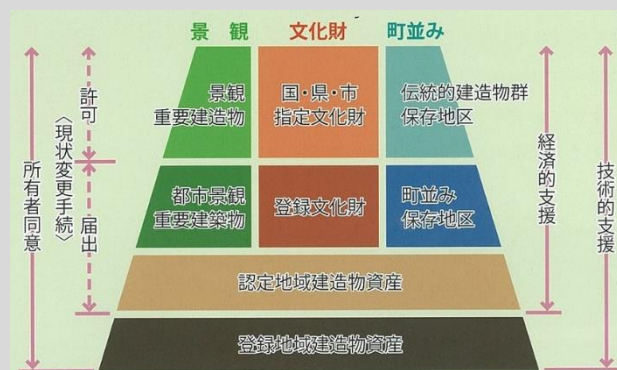 景観
文化財
町並み
景観
重要建造物
国・県・市
指定文化財
伝統的建造物群
保存地区
都市景観
重要建築物
登録文化財
町並み
保存地区
認定地域建造物資産
登録地域建造物資産
所有者同意
〈現状変更手続〉
許可
届出
経済的支援
技術的支援